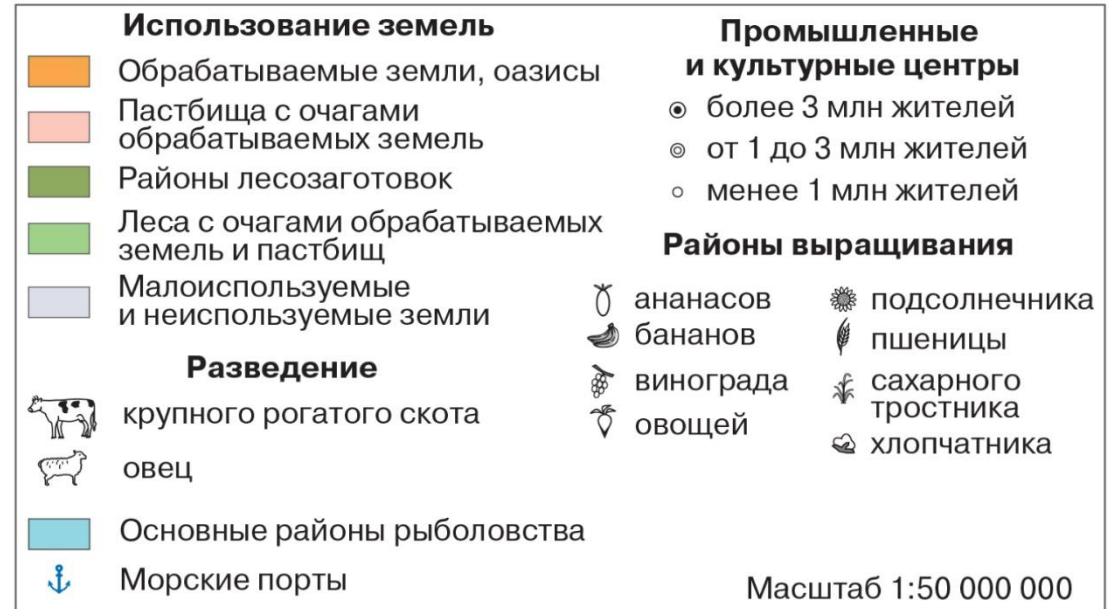 Использование земель
Обрабатываемые земли, оазисы
Пастбища с очагами
обрабатываемых земель
Районы лесозаготовок
Леса с очагами обрабатываемых
земель и пастбищ
Малоиспользуемые
и неиспользуемые земли
Разведение
крупного рогатого скота
овец
Основные районы рыболовства
Морские порты
Промышленные
и культурные центры
более 3 млн жителей
от 1 до 3 млн жителей
менее 1 млн жителей
Районы выращивания
ананасов
бананов
винограда
овощей
подсолнечника
пшеницы
сахарного
тростника
хлопчатника
Масштаб 1:50 000 000